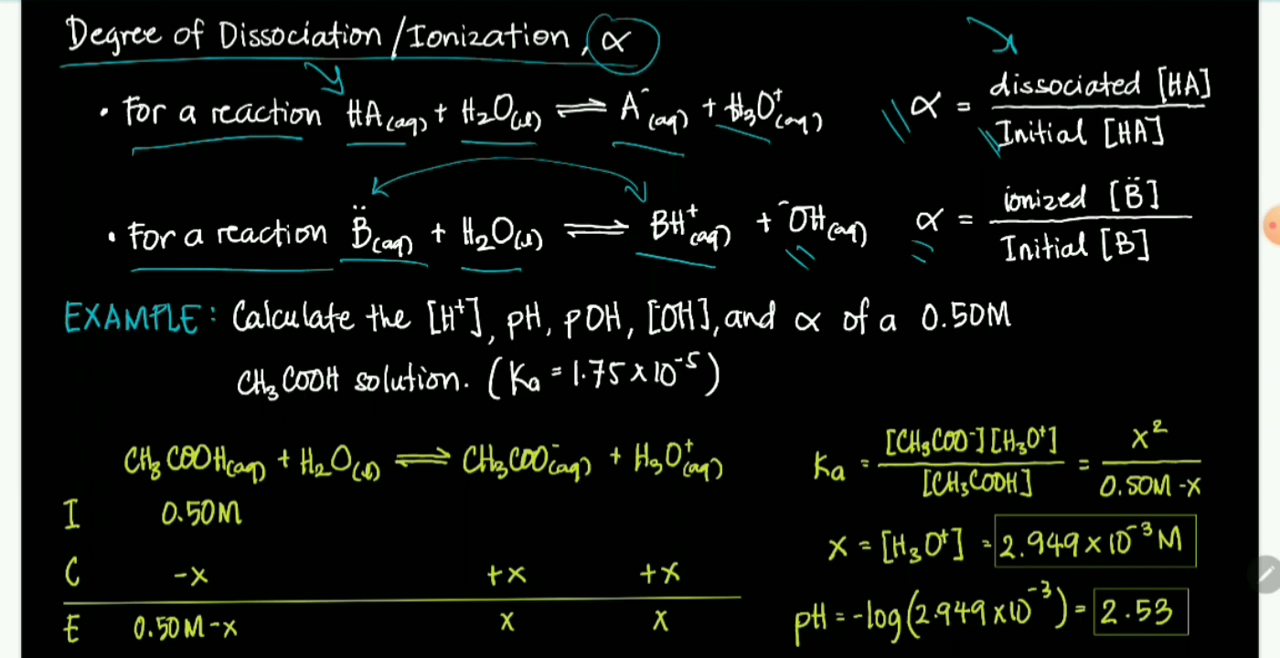 Degree of Dissociation/Ionization, α
• For a reaction HA(aq) + H₂O(l) ⇌ A⁻(aq) + H₃O⁺(aq)
α = dissociated [HA] / Initial [HA]
• For a reaction B̈(aq) + H₂O(l) ⇌ BH⁺(aq) + ⁻OH(aq)
α = ionized [B̈] / Initial [B]
EXAMPLE: Calculate the [H⁺], pH, pOH, [⁻OH], and α of a 0.50M
CH₃COOH solution. (Ka = 1.75 x 10⁻⁵)
CH₃COOH(aq) + H₂O(l) ⇌ CH₃COO⁻(aq) + H₃O⁺(aq)
I 0.50M
C -x +x +x
E 0.50M-x x x
Ka = [CH₃COO⁻][H₃O⁺] / [CH₃COOH] = x² / 0.50M-x
x = [H₃O⁺] = 2.949 x 10⁻³ M
pH = -log(2.949 x 10⁻³) = 2.53